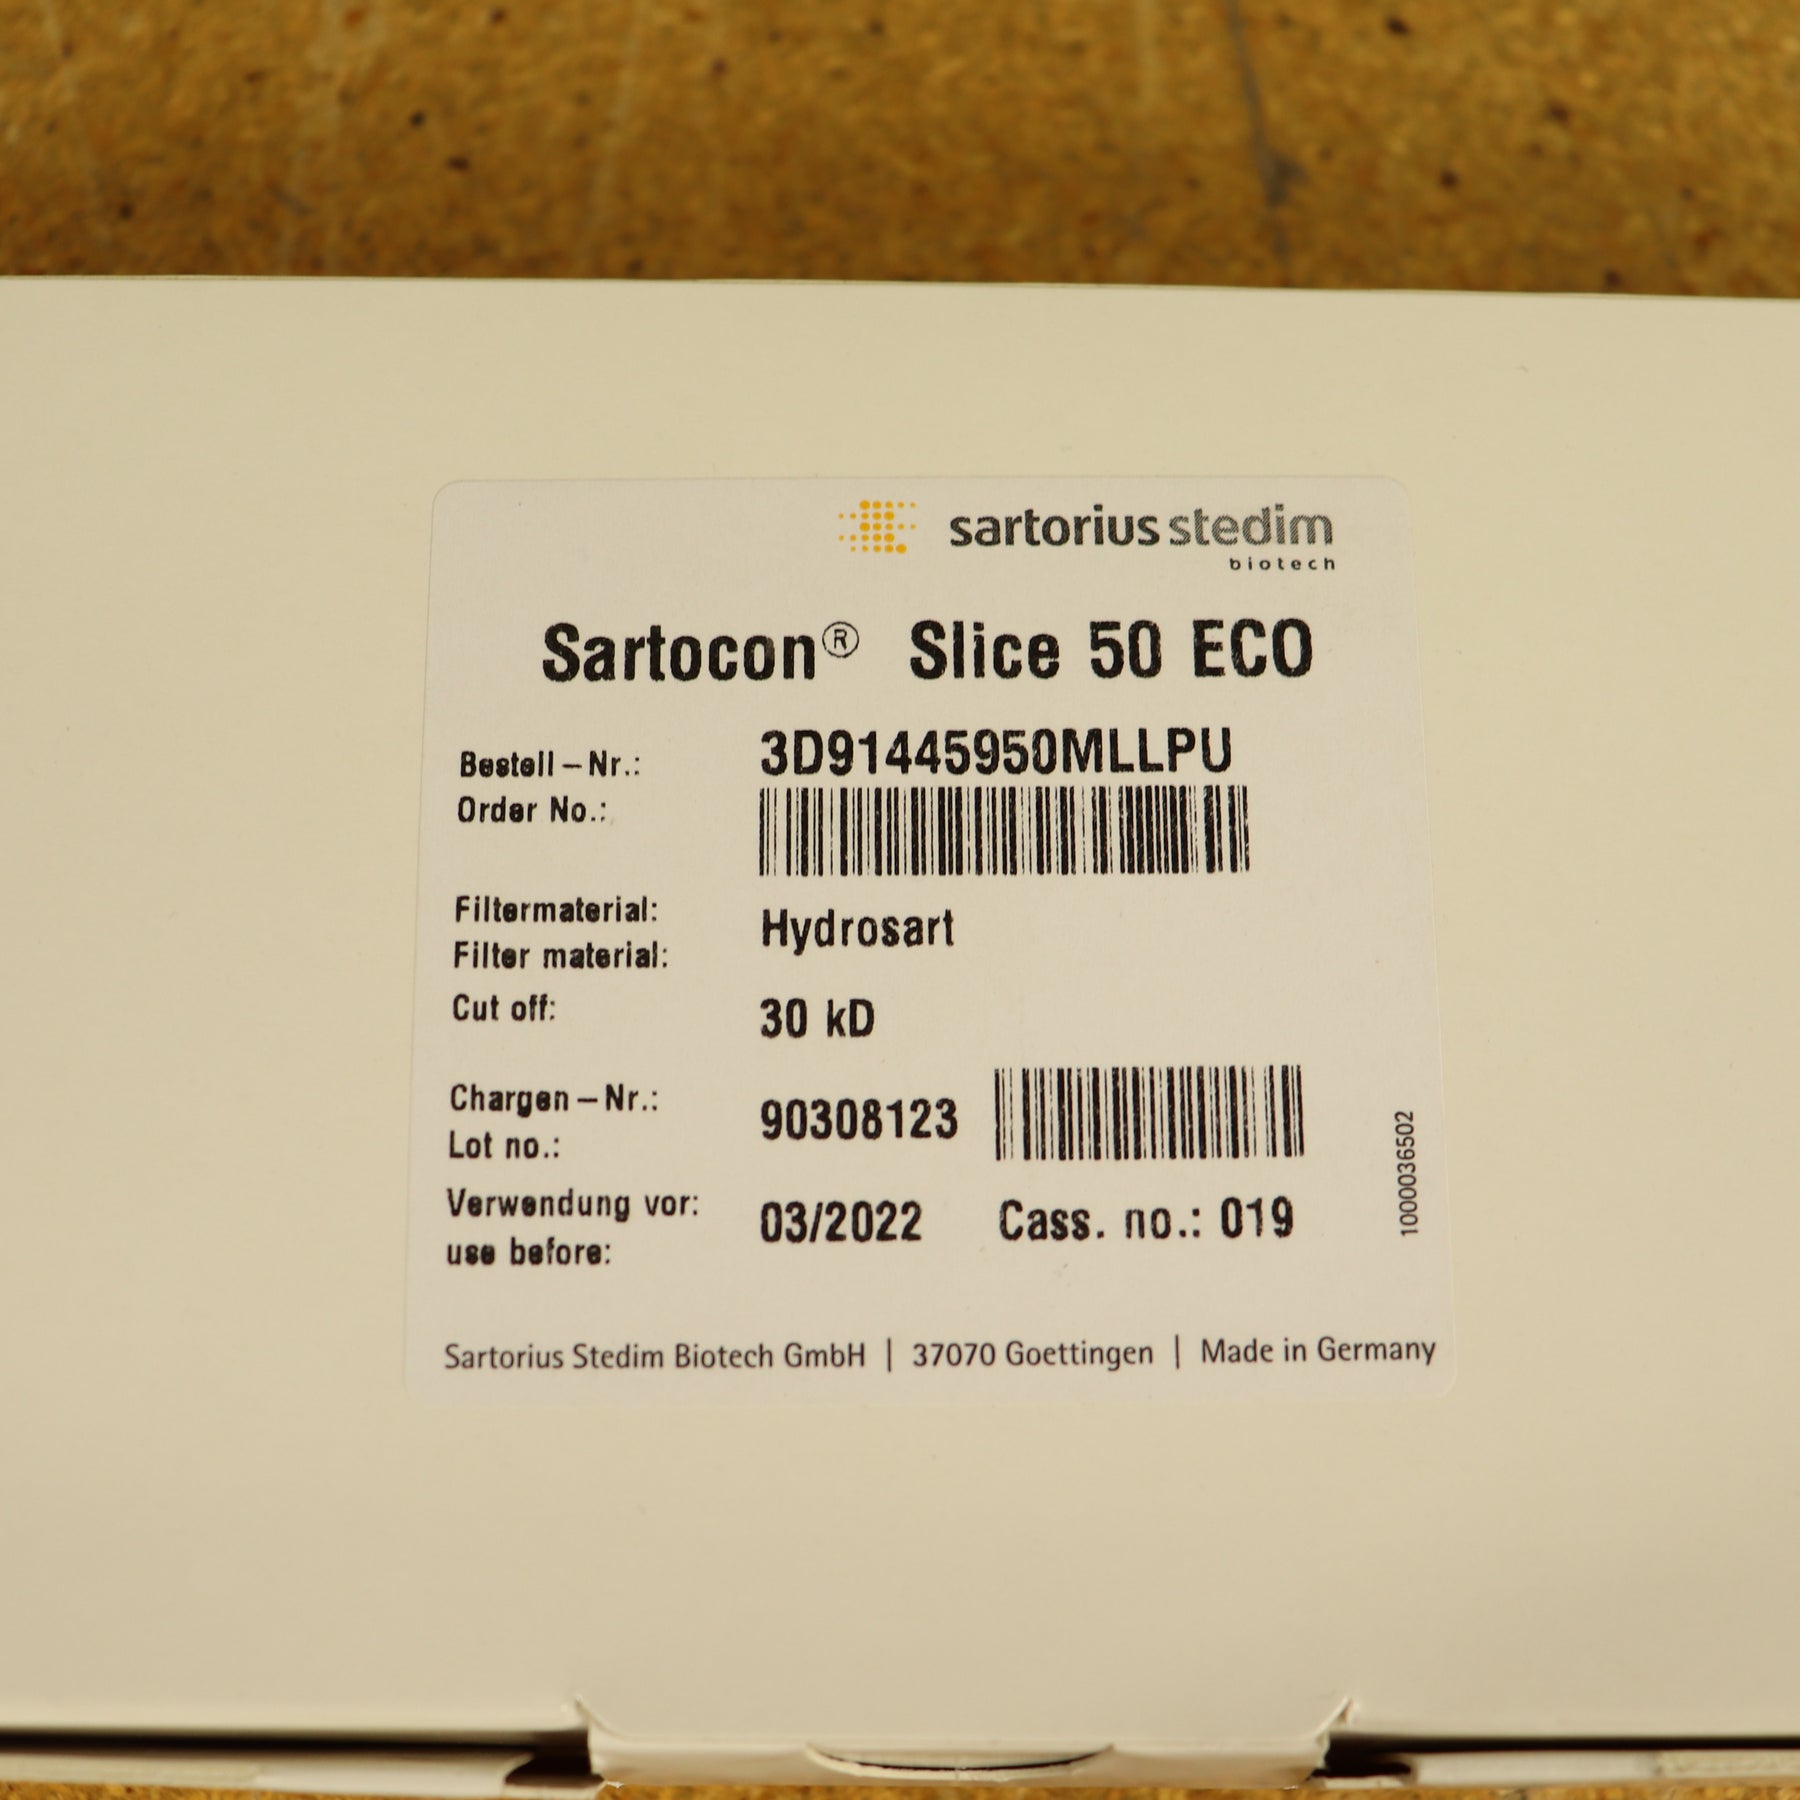 sartorius stedim
biotech
Sartocon® Slice 50 ECO
Bestell-Nr.: 3D91445950MLLPU
Order No.:
Filtermaterial: Hydrosart
Filter material:
Cut off: 30 kD
Chargen-Nr.: 90308123
Lot no.:
Verwendung vor: 03/2022 Cass. no.: 019
use before:
1000036502
Sartorius Stedim Biotech GmbH | 37070 Goettingen | Made in Germany